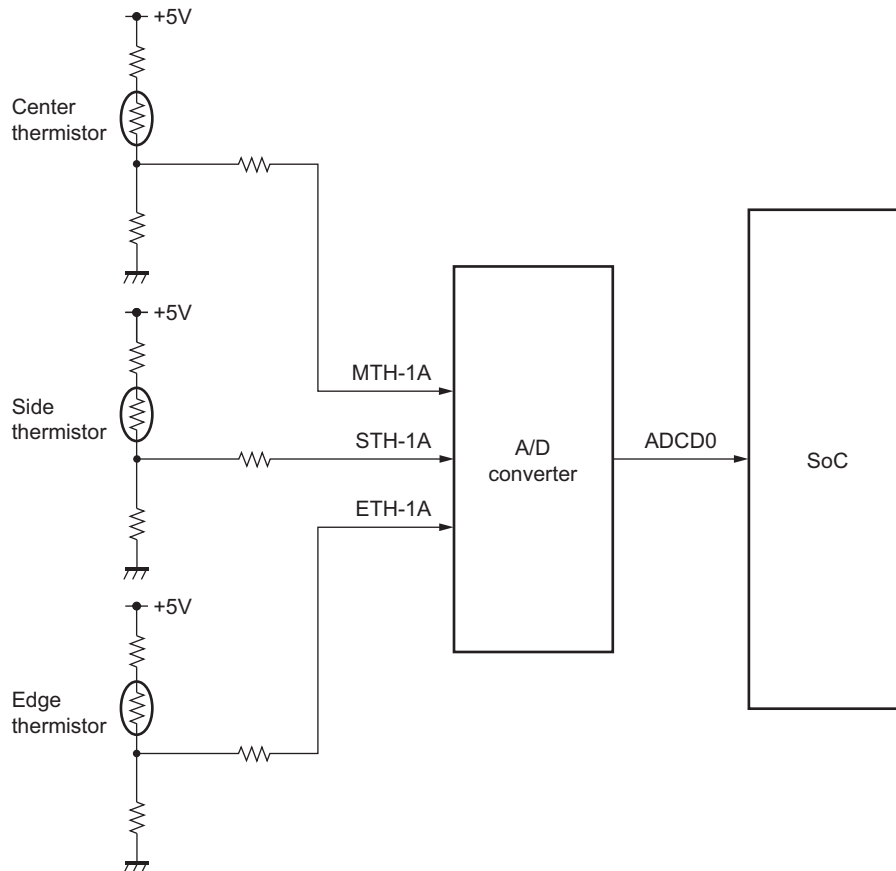 +5V
Center
thermistor
+5V
MTH-1A
Side
thermistor
STH-1A
A/D
converter
ADCD0
SoC
ETH-1A
+5V
Edge
thermistor